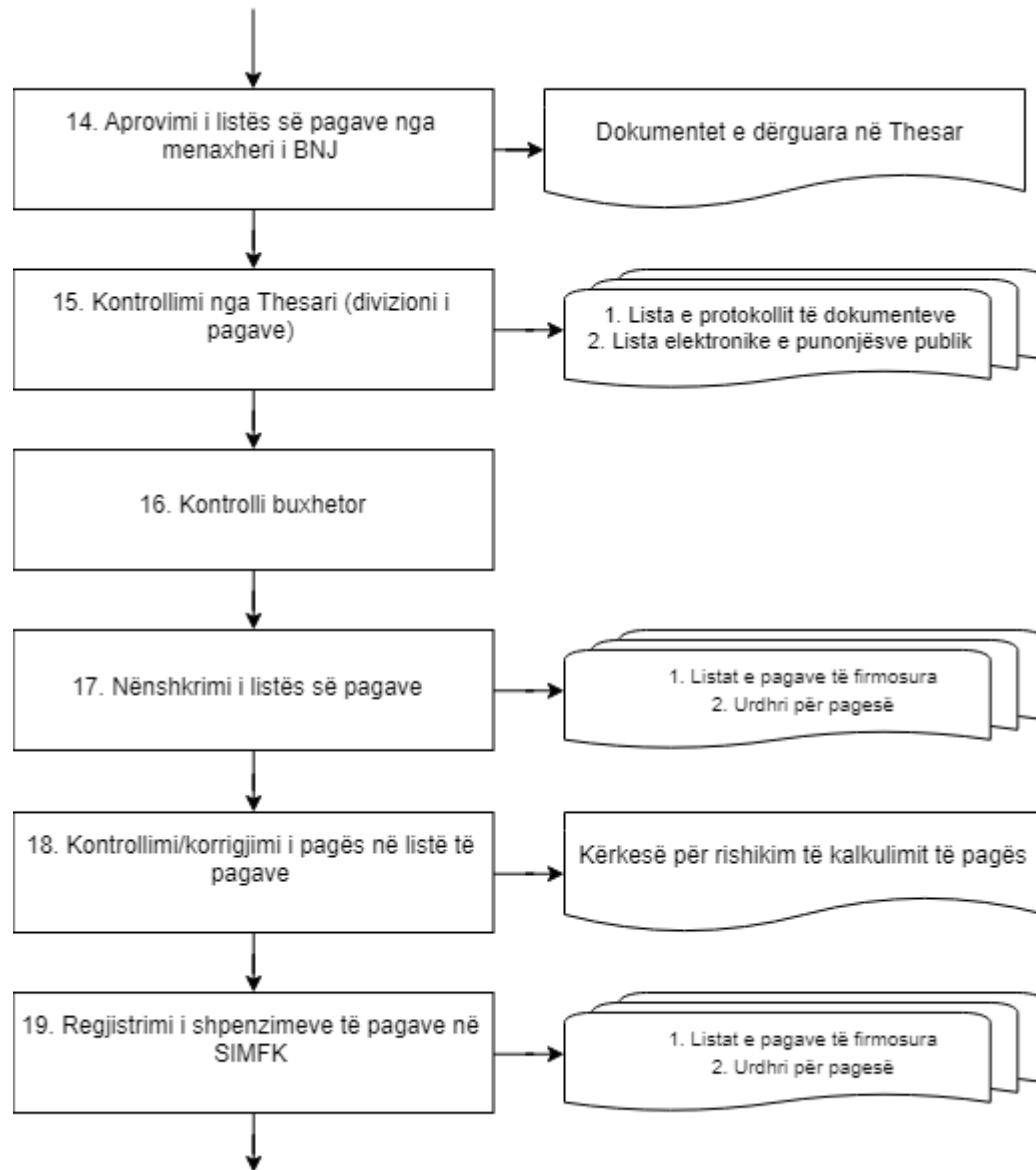 14. Aprovimi i listës së pagave nga
menaxheri i BNJ
Dokumentet e dërguara në Thesar
15. Kontrollimi nga Thesari (divizioni i
pagave)
1. Lista e protokollit të dokumenteve
2. Lista elektronike e punonjësve publik
16. Kontrolli buxhetor
17. Nënshkrimi i listës së pagave
1. Listat e pagave të firmosura
2. Urdhri për pagesë
18. Kontrollimi/korrigjimi i pagës në listë të
pagave
Kërkesë për rishikim të kalkulimit të pagës
19. Regjistrimi i shpenzimeve të pagave në
SIMFK
1. Listat e pagave të firmosura
2. Urdhri për pagesë